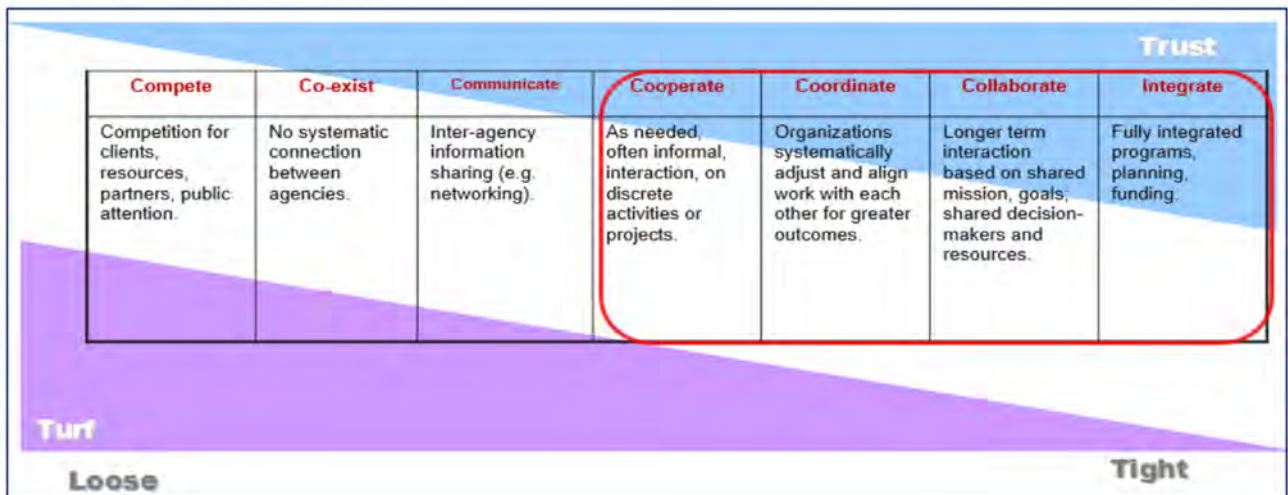 Trust
Compete
Co-exist
Communicate
Cooperate
Coordinate
Collaborate
Integrate
Competition for
clients,
resources,
partners, public
attention.
No systematic
connection
between
agencies.
Inter-agency
information
sharing (e.g.
networking).
As needed,
often informal,
interaction, on
discrete
activities or
projects.
Organizations
systematically
adjust and align
work with each
other for greater
outcomes.
Longer term
interaction
based on shared
mission, goals;
shared decision-
makers and
resources.
Fully integrated
programs,
planning,
funding.
Turf
Loose
Tight